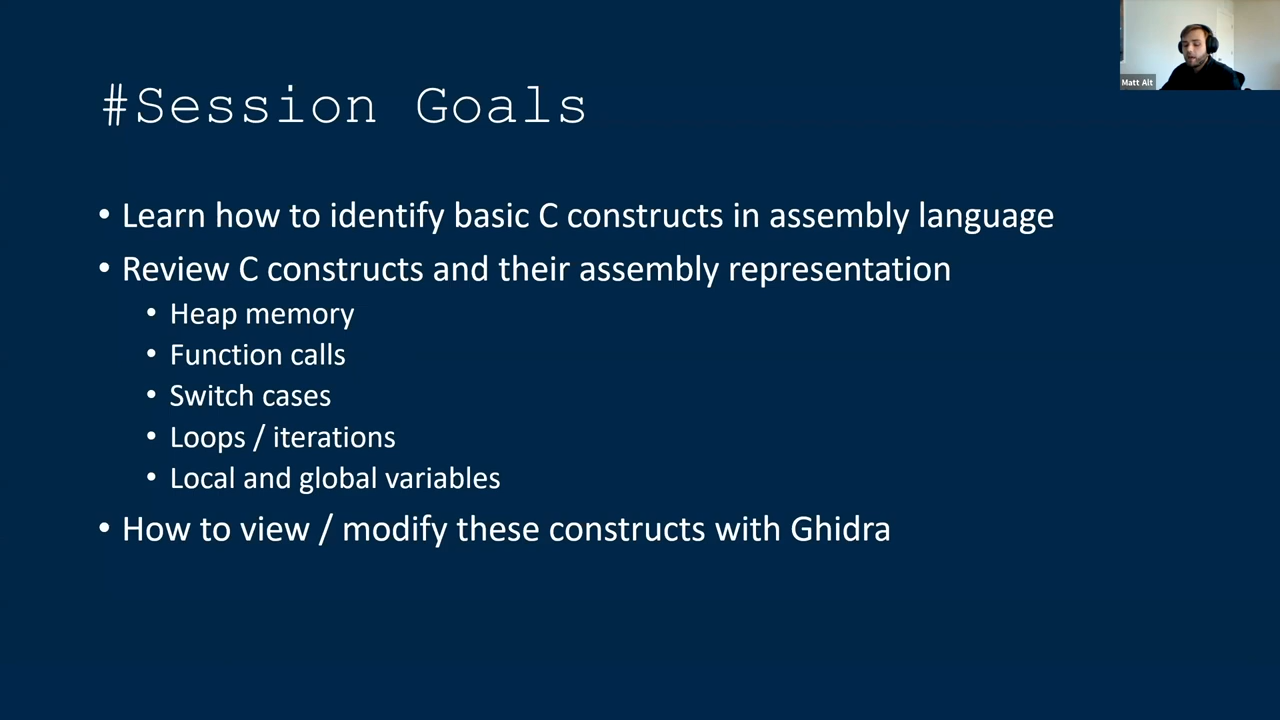 Matt Alt
#Session Goals
• Learn how to identify basic C constructs in assembly language
• Review C constructs and their assembly representation
• Heap memory
• Function calls
• Switch cases
• Loops / iterations
• Local and global variables
• How to view / modify these constructs with Ghidra